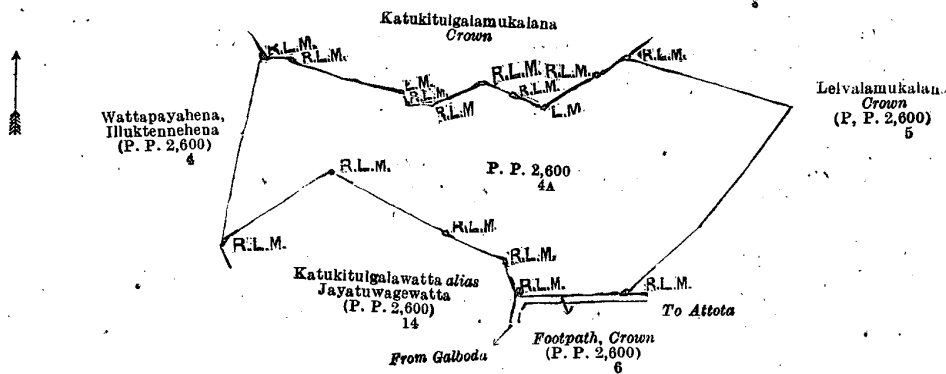 Katukitulgalamukalana
Crown
R.L.M.
R.L.M.
R.L.M.
R.L.M.
R.L.M.
L.M.
R.L.M.
R.L.M.
R.L.M
L.M.
Wattapayahena,
Illuktennehena
(P. P. 2,600)
4
Lelvalamukalan
Crown
(P, P. 2,600)
5
R.L.M.
P. P. 2,600
4A
R.L.M.
R.L.M.
R.L.M.
Katukitulgalawatta alias
Jayatuwagewatta
(P. P. 2,600)
14
R.L.M.
R.L.M.
To Attota
Footpath, Crown
(P. P. 2,600)
6
From Galboda